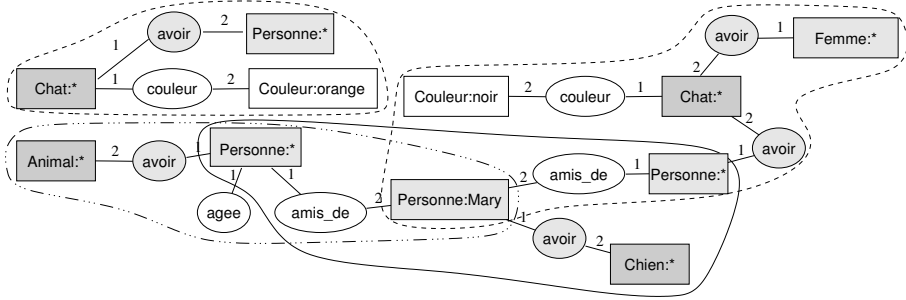 avoir
2
Personne:*
1
Chat:*
1
couleur
2
Couleur:orange
avoir
1
Femme:*
2
Couleur:noir
2
couleur
1
Chat:*
2
Animal:*
2
avoir
1
Personne:*
1
1
agee
amis_de
2
Personne:Mary
2
amis_de
1
Personne:*
1
avoir
1
avoir
2
Chien:*